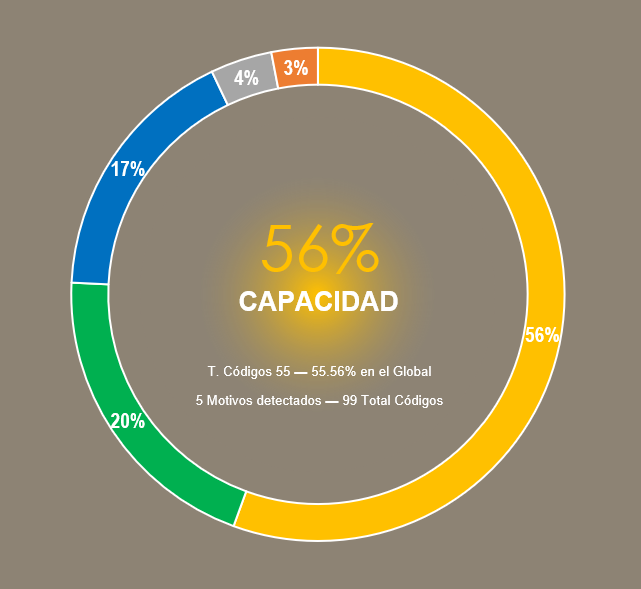 3%
4%
17%
56%
CAPACIDAD
56%
T. Códigos 55 — 55.56% en el Global
5 Motivos detectados — 99 Total Códigos
20%